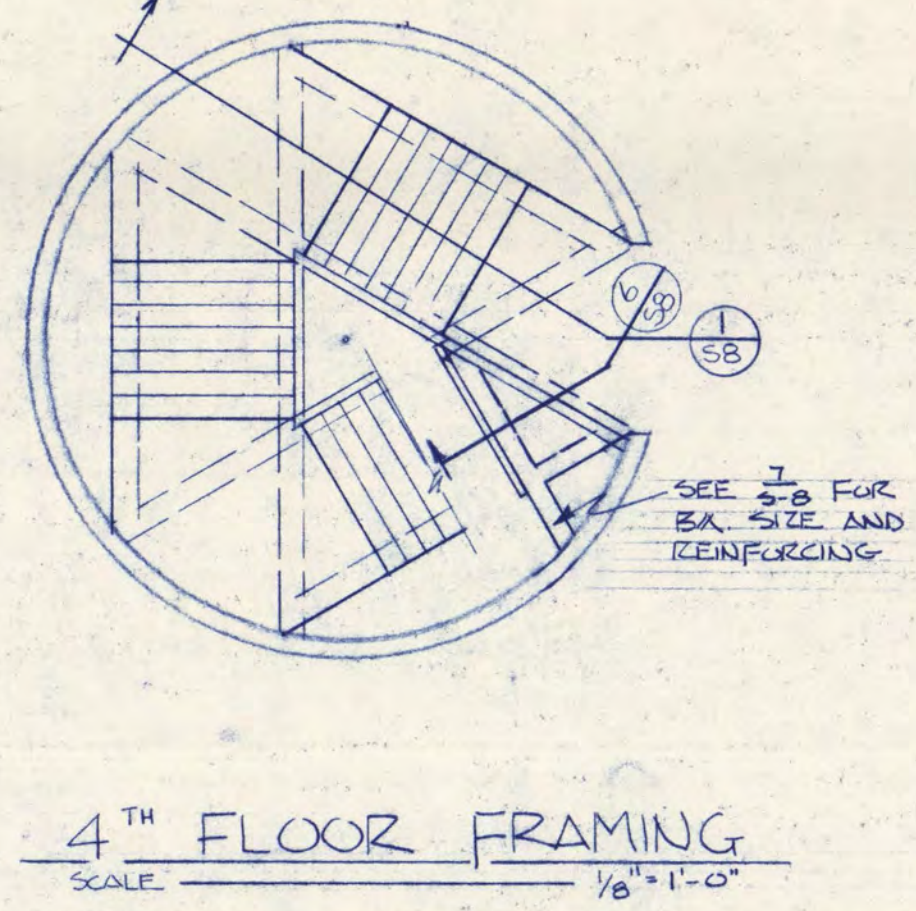 6
S8
1
S8
SEE 7/S-8 FOR
BM. SIZE AND
REINFORCING
4TH FLOOR FRAMING
SCALE 1/8" = 1'-0"